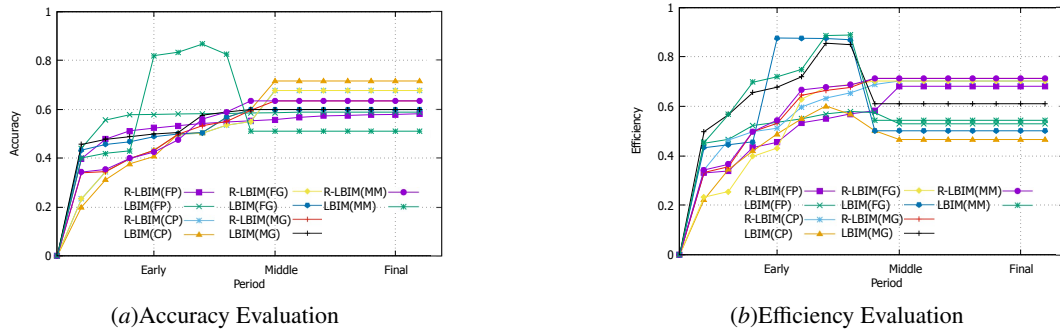 1
0.8
0.6
0.4
0.2
0
Accuracy
R-LBIM(FP)
LBIM(FP)
R-LBIM(CP)
LBIM(CP)
R-LBIM(FG)
LBIM(FG)
R-LBIM(MG)
LBIM(MG)
R-LBIM(MM)
LBIM(MM)
Early
Middle
Final
Period
(a)Accuracy Evaluation
1
0.8
0.6
0.4
0.2
0
Efficiency
R-LBIM(FP)
LBIM(FP)
R-LBIM(CP)
LBIM(CP)
R-LBIM(FG)
LBIM(FG)
R-LBIM(MG)
LBIM(MG)
R-LBIM(MM)
LBIM(MM)
Early
Middle
Final
Period
(b)Efficiency Evaluation